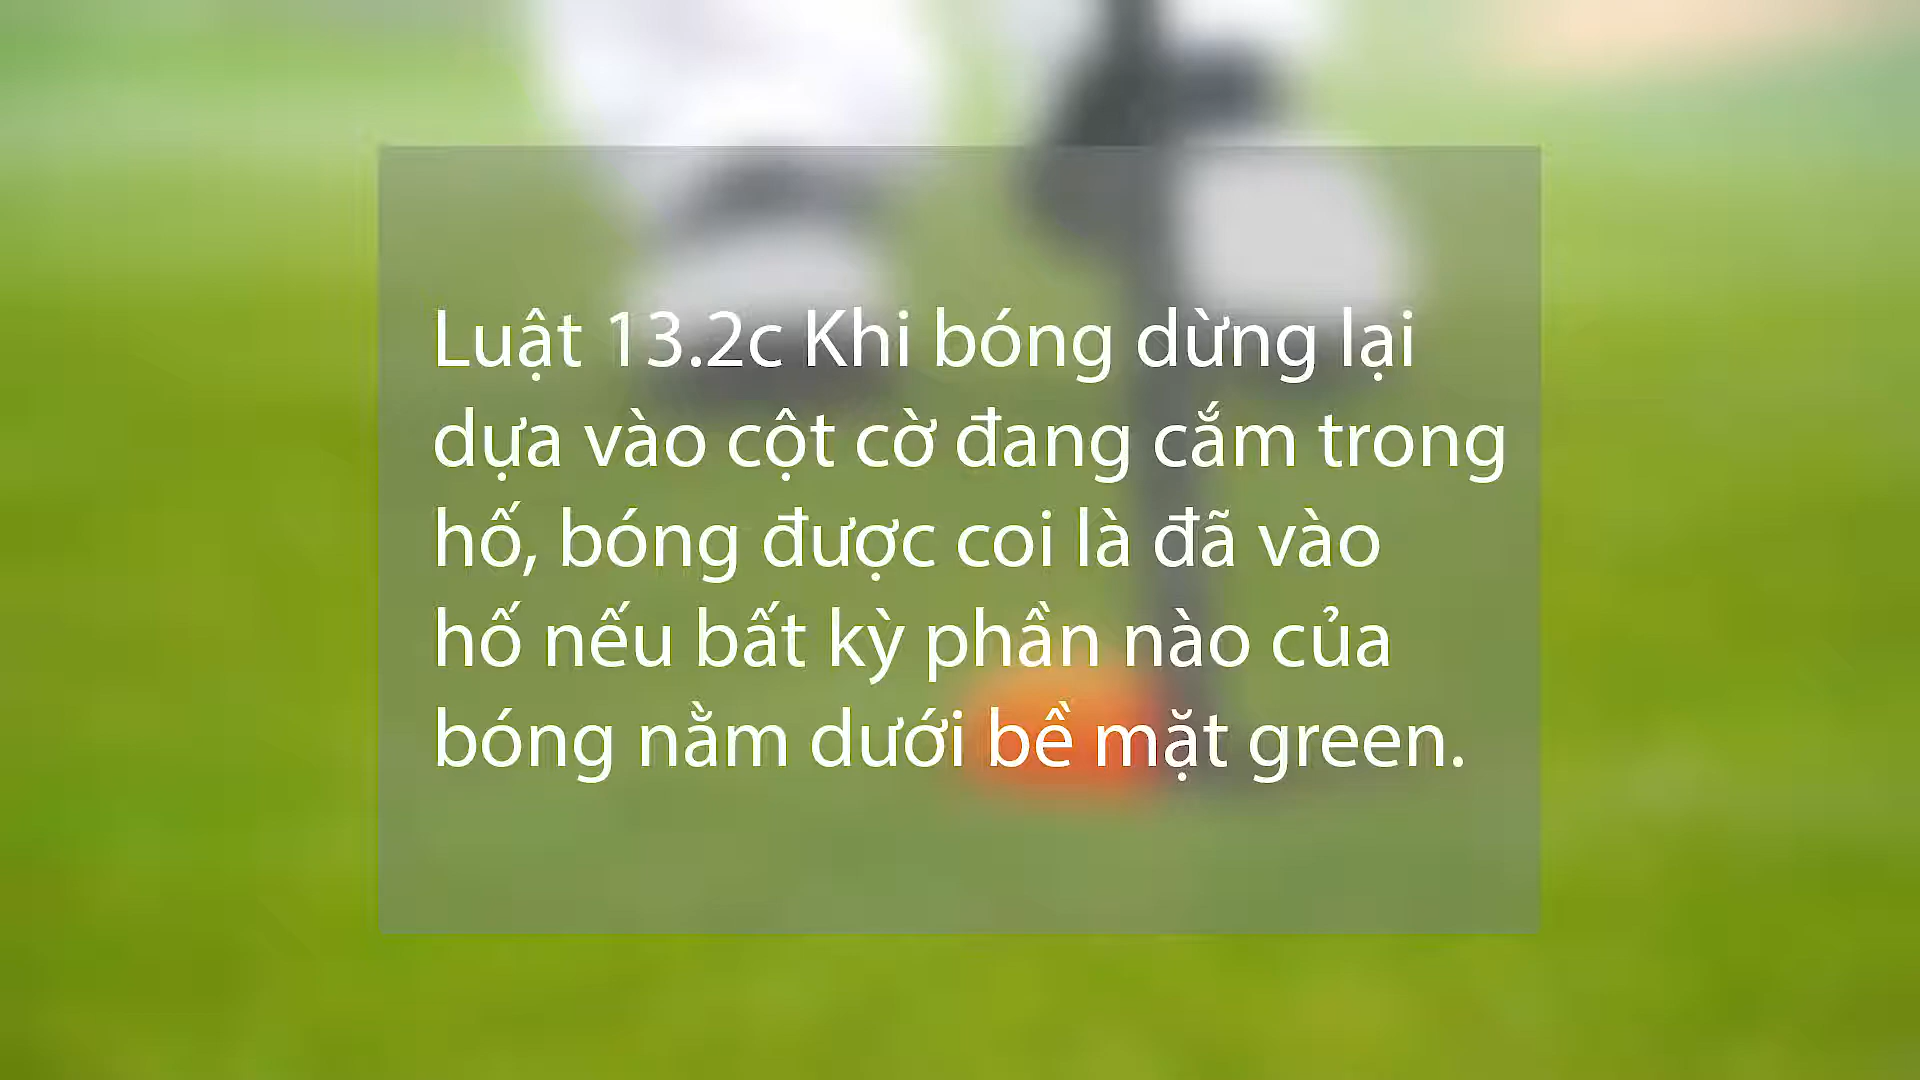 Luật 13.2c Khi bóng dừng lại
dựa vào cột cờ đang cắm trong
hố, bóng được coi là đã vào
hố nếu bất kỳ phần nào của
bóng nằm dưới bề mặt green.